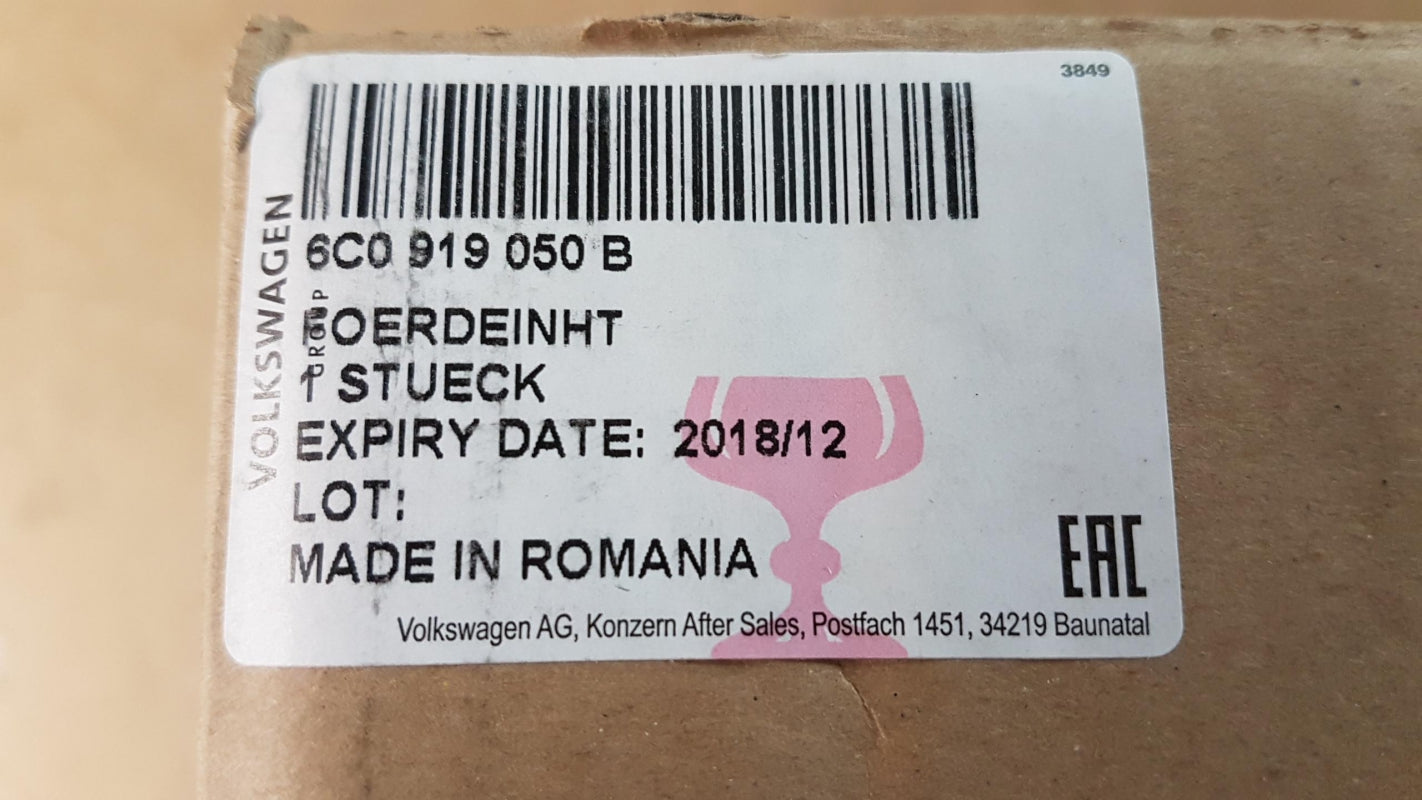 3849
VOLKSWAGEN
GROUP
6C0 919 050 B
FOERDEINHT
1 STUECK
EXPIRY DATE: 2018/12
LOT:
MADE IN ROMANIA
EAC
Volkswagen AG, Konzern After Sales, Postfach 1451, 34219 Baunatal